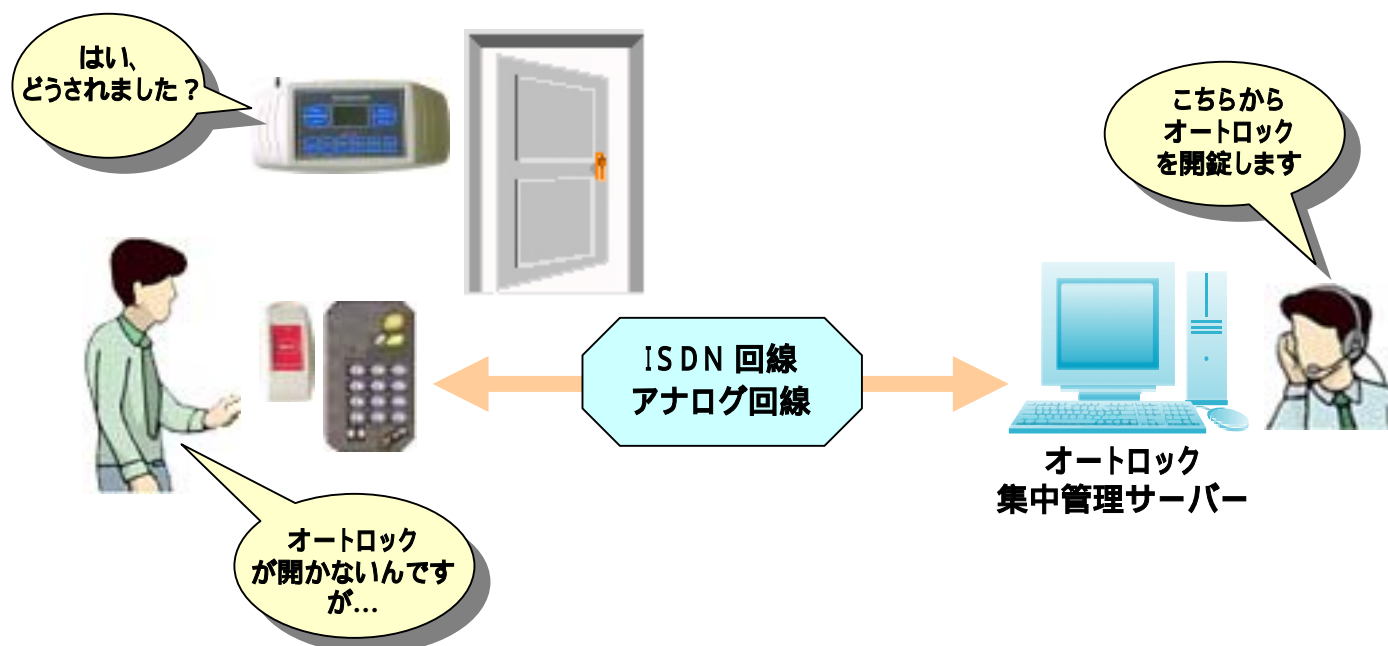 はい、
どうされました？
こちらから
オートロック
を開錠します
ISDN 回線
アナログ回線
オートロック
集中管理サーバー
オートロック
が開かないんです
が...